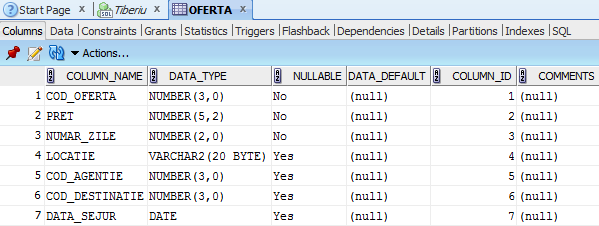 Start Page x Tiberiu x OFERTA x
Columns Data Constraints Grants Statistics Triggers Flashback Dependencies Details Partitions Indexes SQL
Actions...
COLUMN_NAME DATA_TYPE NULLABLE DATA_DEFAULT COLUMN_ID COMMENTS
1 COD_OFERTA NUMBER(3,0) No (null) 1 (null)
2 PRET NUMBER(5,2) No (null) 2 (null)
3 NUMAR_ZILE NUMBER(2,0) No (null) 3 (null)
4 LOCATIE VARCHAR2(20 BYTE) Yes (null) 4 (null)
5 COD_AGENTIE NUMBER(3,0) Yes (null) 5 (null)
6 COD_DESTINATIE NUMBER(3,0) Yes (null) 6 (null)
7 DATA_SEJUR DATE Yes (null) 7 (null)